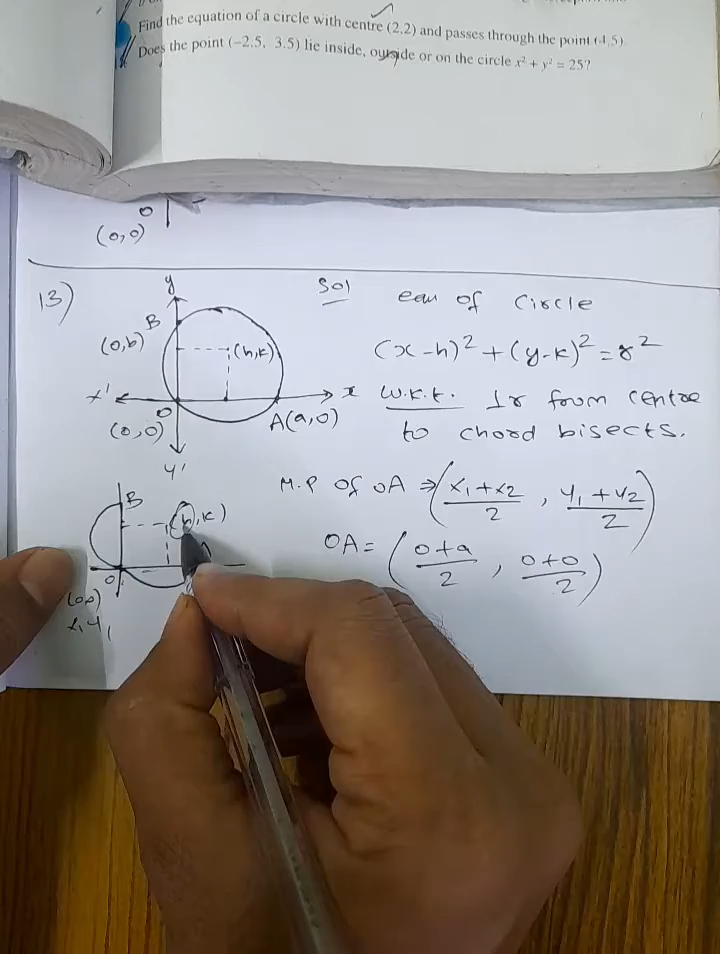 Find the equation of a circle with centre (2,2) and passes through the point (4,5).
Does the point (−2.5, 3.5) lie inside, outside or on the circle x² + y² = 25?
O
(0,0)
13)
y
B
(0,b)
(h,k)
x'
x
O
(0,0)
A(a,0)
y'
Sol
eqn of circle
(x-h)² + (y-k)² = r²
W.K.t. Ir from centre
to chord bisects.
M.P of OA ⇒ (x₁+x₂/2, y₁+y₂/2)
OA = (0+a/2, 0+0/2)
B
(h,k)
O
x₁y₁